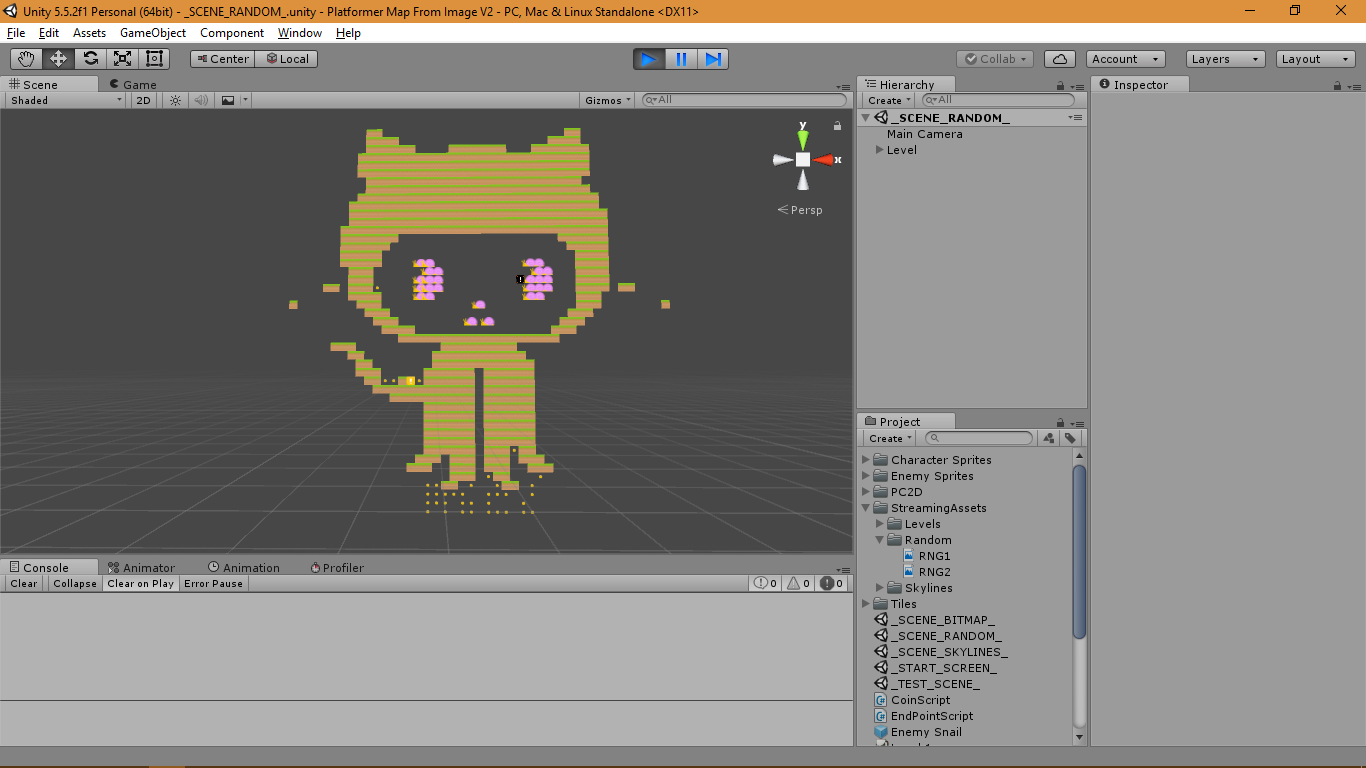 Unity 5.5.2f1 Personal (64bit) - _SCENE_RANDOM_.unity - Platformer Map From Image V2 - PC, Mac & Linux Standalone <DX11>
File Edit Assets GameObject Component Window Help
Center Local Collab Account Layers Layout
Scene Game
Shaded 2D Gizmos All
y
x
Persp
Hierarchy
Create All
_SCENE_RANDOM_
Main Camera
Level
Inspector
Project
Create
Character Sprites
Enemy Sprites
PC2D
StreamingAssets
Levels
Random
RNG1
RNG2
Skylines
Tiles
_SCENE_BITMAP_
_SCENE_RANDOM_
_SCENE_SKYLINES_
_START_SCREEN_
_TEST_SCENE_
CoinScript
EndPointScript
Enemy Snail
Console Animator Animation Profiler
Clear Collapse Clear on Play Error Pause 0 0 0